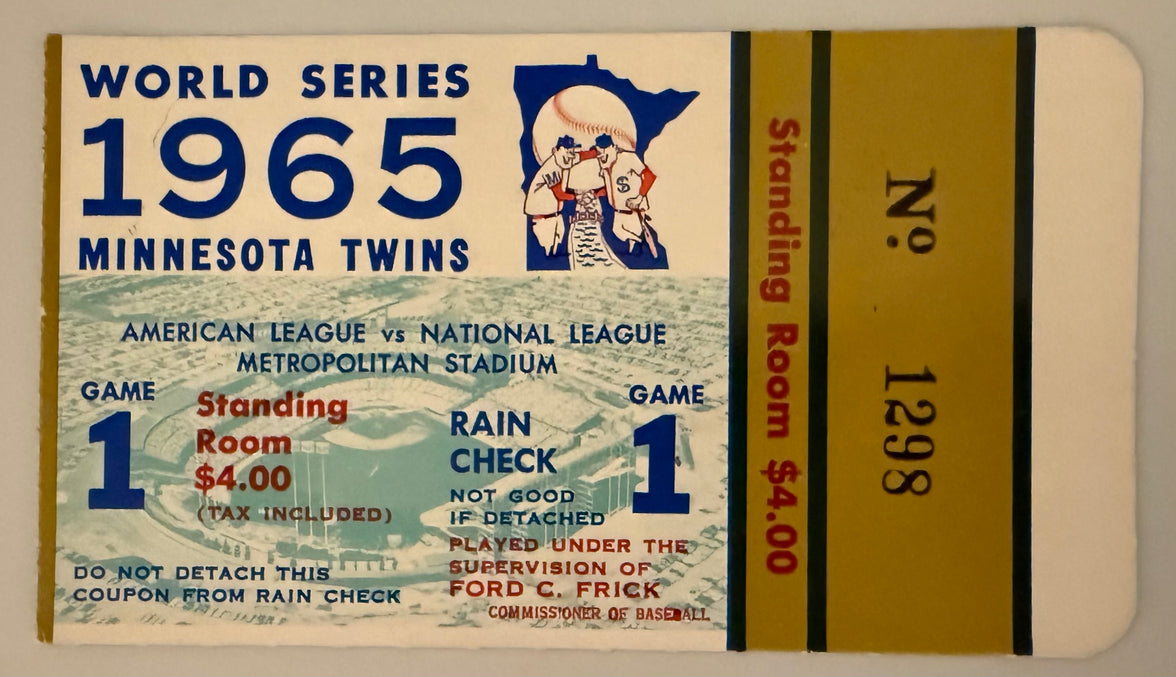 WORLD SERIES
1965
MINNESOTA TWINS
M
S
AMERICAN LEAGUE vs NATIONAL LEAGUE
METROPOLITAN STADIUM
GAME
1
Standing
Room
$4.00
(TAX INCLUDED)
DO NOT DETACH THIS
COUPON FROM RAIN CHECK
RAIN
CHECK
NOT GOOD
IF DETACHED
GAME
1
PLAYED UNDER THE
SUPERVISION OF
FORD C. FRICK
COMMISSIONER OF BASEBALL
Standing Room $4.00
No. 1298